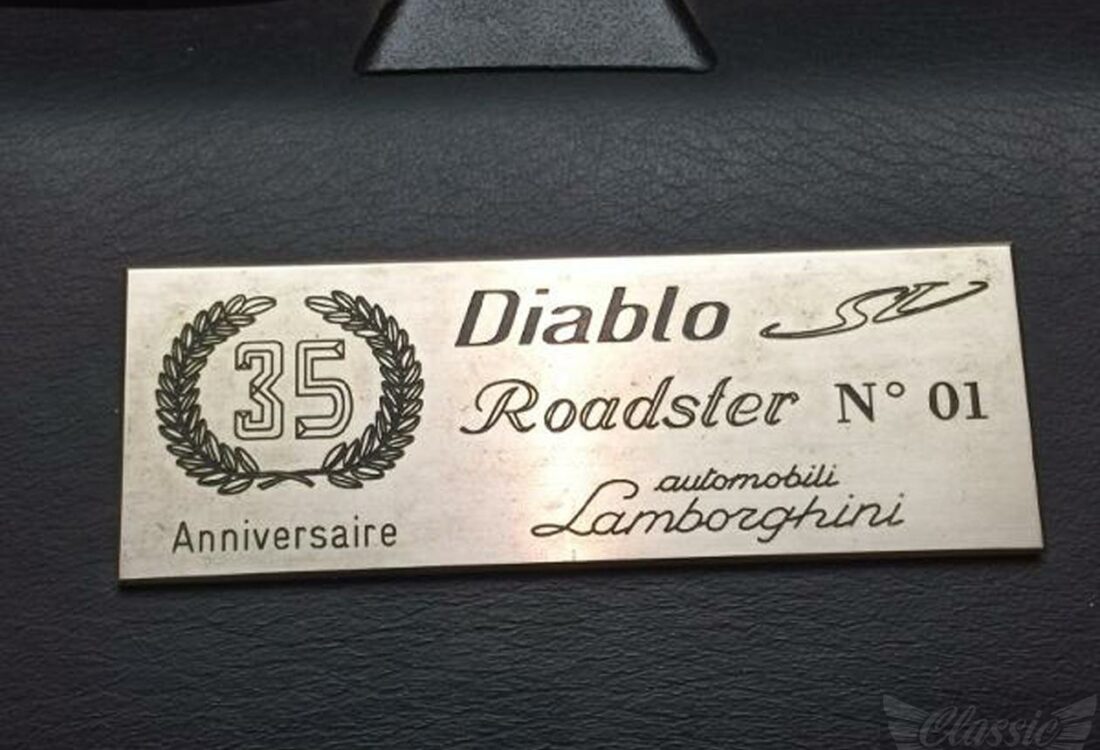 35
Anniversaire
Diablo SV
Roadster N° 01
automobili
Lamborghini
Classic